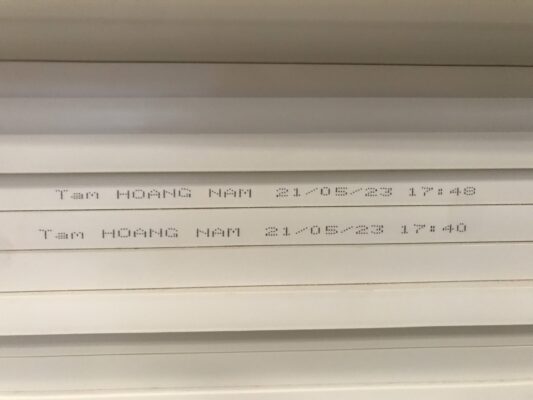 Tam HOANG NAM 21/05/23 17:48
Tam HOANG NAM 21/05/23 17:40